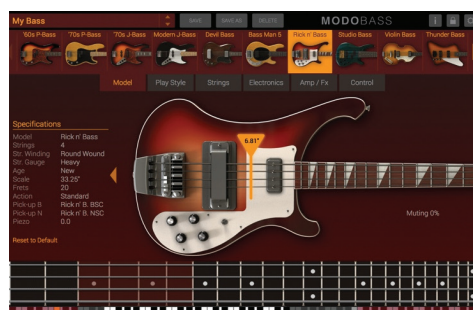 My Bass
SAVE SAVE AS DELETE
MODOBASS
i
'60s P-Bass '70s P-Bass '70s J-Bass Modern J-Bass Devil Bass Bass Man 5 Rick n' Bass Studio Bass Violin Bass Thunder Bass
Model Play Style Strings Electronics Amp / Fx Control
Specifications
Model Rick n' Bass
Strings 4
Str. Winding Round Wound
Str. Gauge Heavy
Age New
Scale 33.25"
Frets 20
Action Standard
Pick-up B Rick n' B. BSC
Pick-up N Rick n' B. NSC
Piezo 0.0
Reset to Default
6.81"
Muting 0%